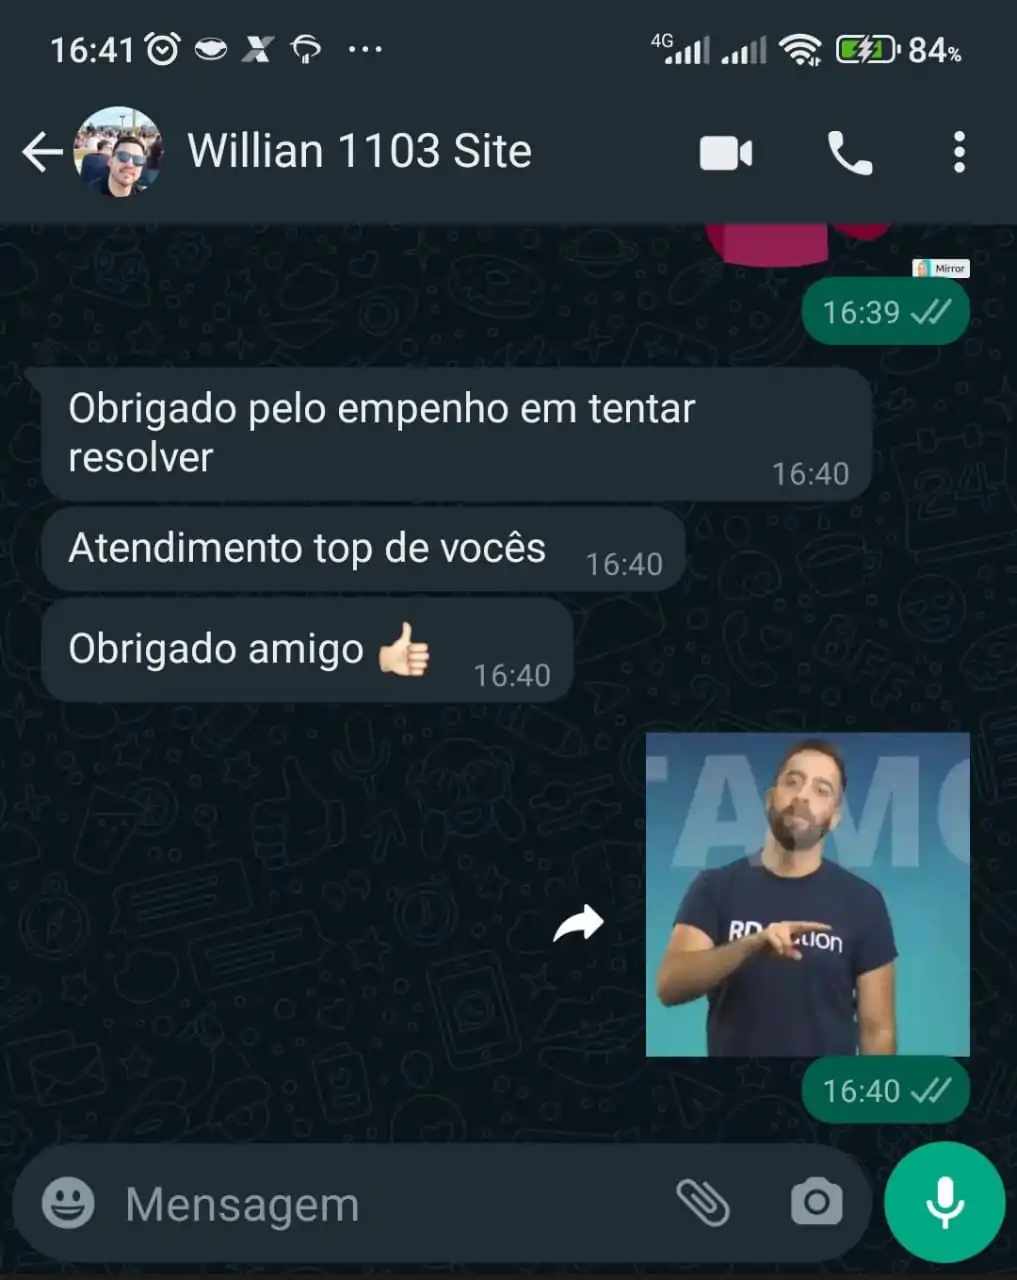 16:41
4G
84%
Willian 1103 Site
Mirror
16:39
Obrigado pelo empenho em tentar
resolver
16:40
Atendimento top de vocês
16:40
Obrigado amigo 👍🏻
16:40
TAMO
RD
tion
16:40
Mensagem